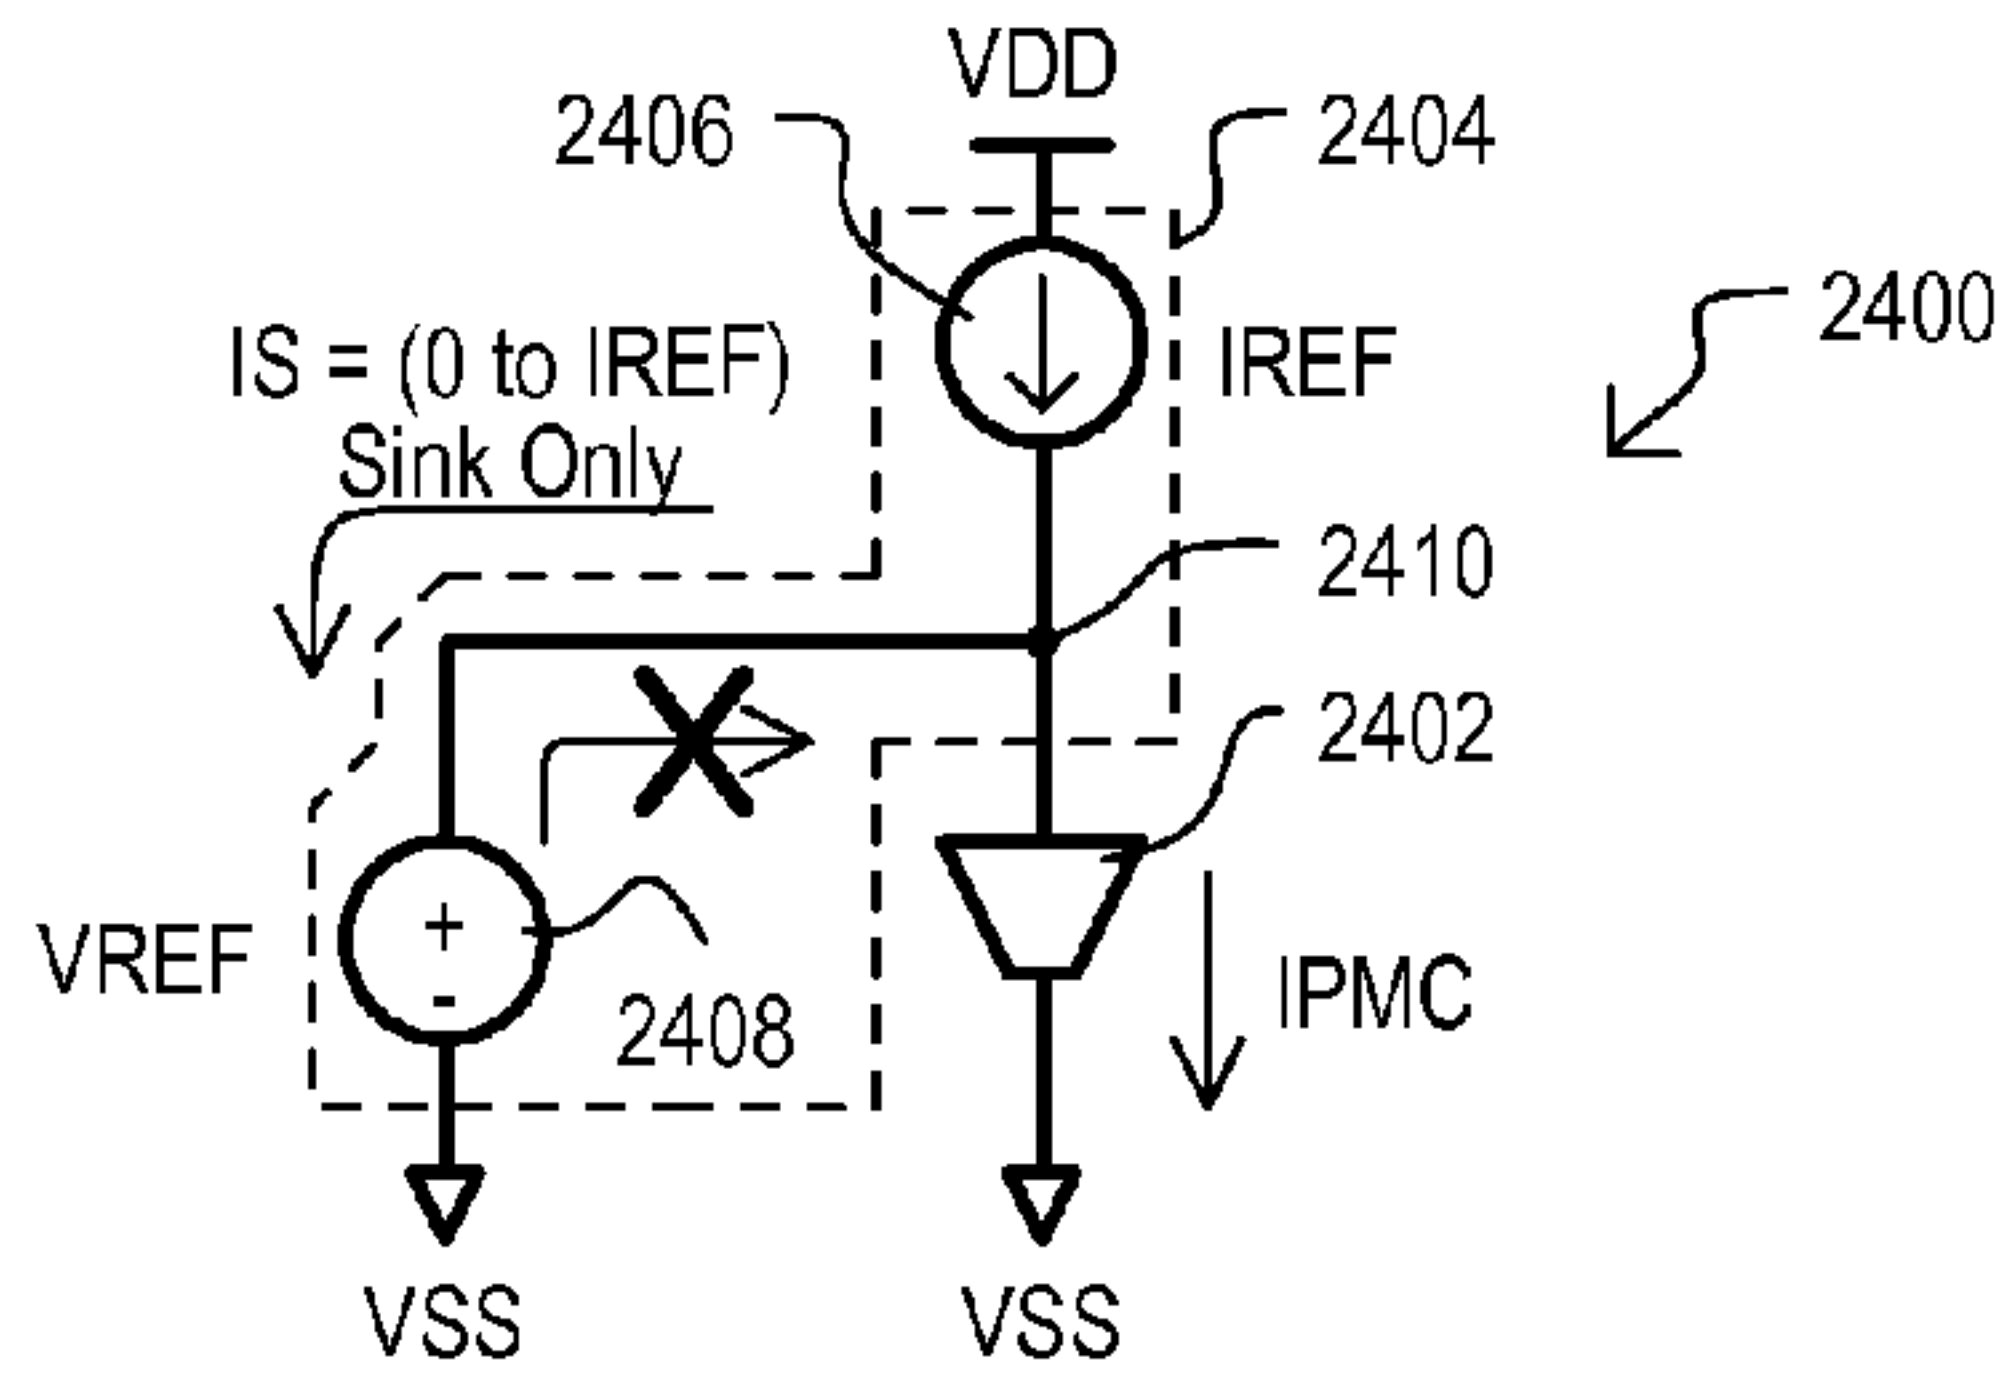 VDD
2406
2404
2400
IS = (0 to IREF)
Sink Only
IREF
2410
2402
+
-
VREF
2408
IPMC
VSS
VSS